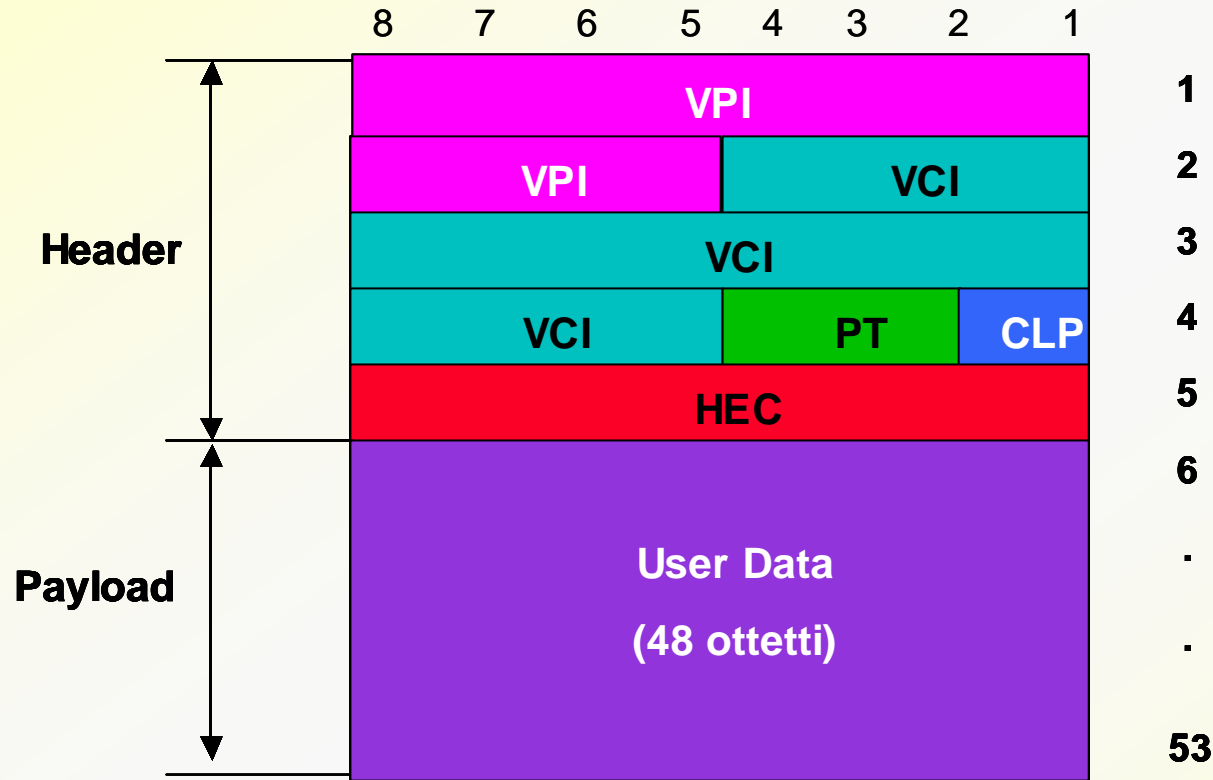 8 7 6 5 4 3 2 1
VPI 1
VPI VCI 2
Header VCI 3
VCI PT CLP 4
HEC 5
6
User Data .
Payload
(48 ottetti) .
53